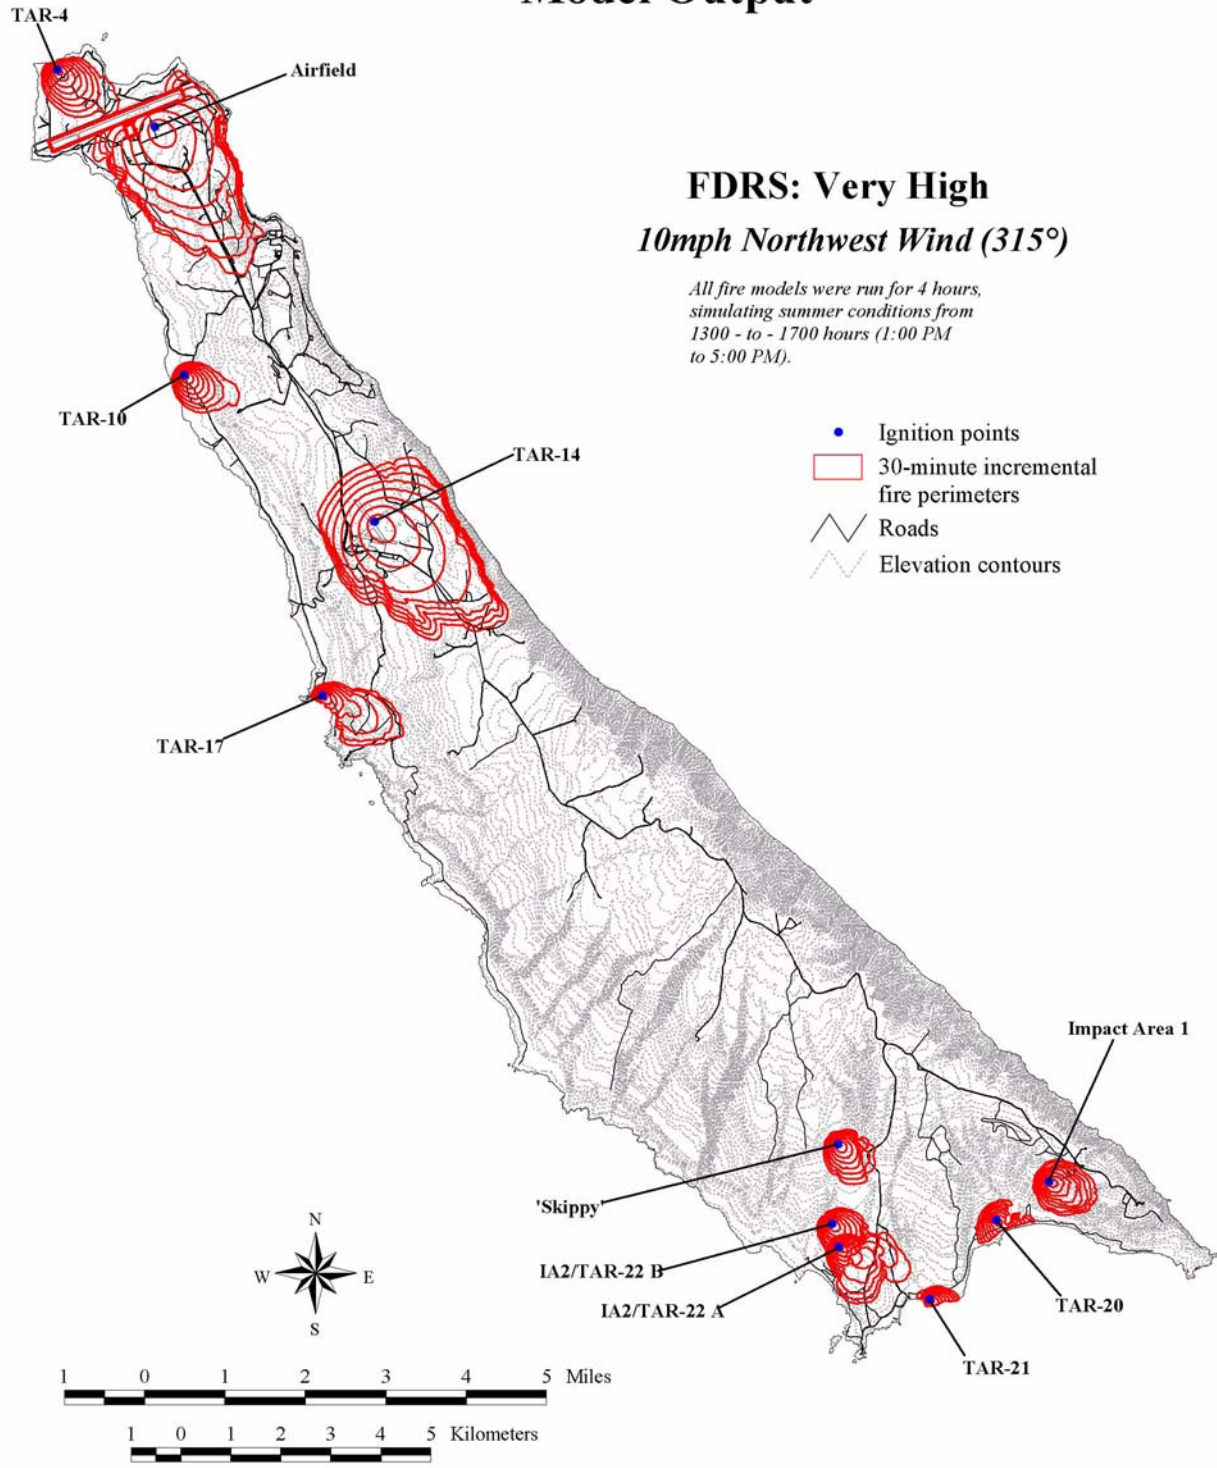 Model Output
TAR-4
Airfield
FDRS: Very High
10mph Northwest Wind (315°)
All fire models were run for 4 hours,
simulating summer conditions from
1300 - to - 1700 hours (1:00 PM
to 5:00 PM).
TAR-10
Ignition points
TAR-14
30-minute incremental
fire perimeters
Roads
Elevation contours
TAR-17
Impact Area 1
'Skippy'
N
W E
S
IA2/TAR-22 B
IA2/TAR-22 A
TAR-20
TAR-21
1 0 1 2 3 4 5 Miles
1 0 1 2 3 4 5 Kilometers